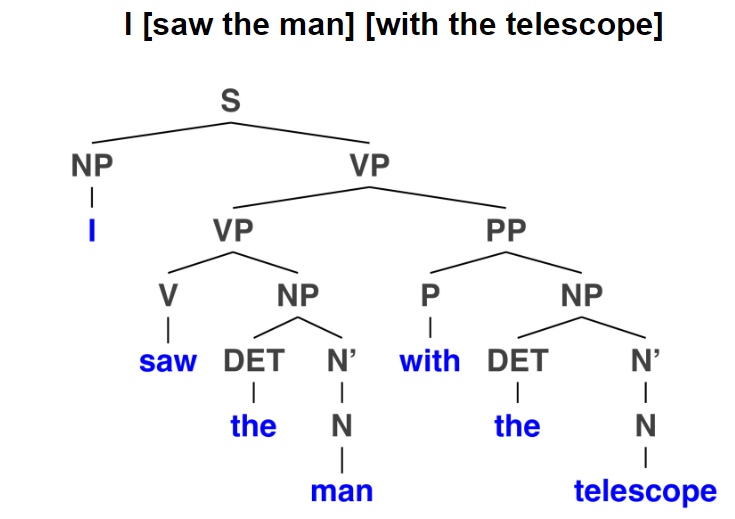 I [saw the man] [with the telescope]
S
NP VP
I VP PP
V NP P NP
saw DET N’ with DET N’
the N the N
man telescope